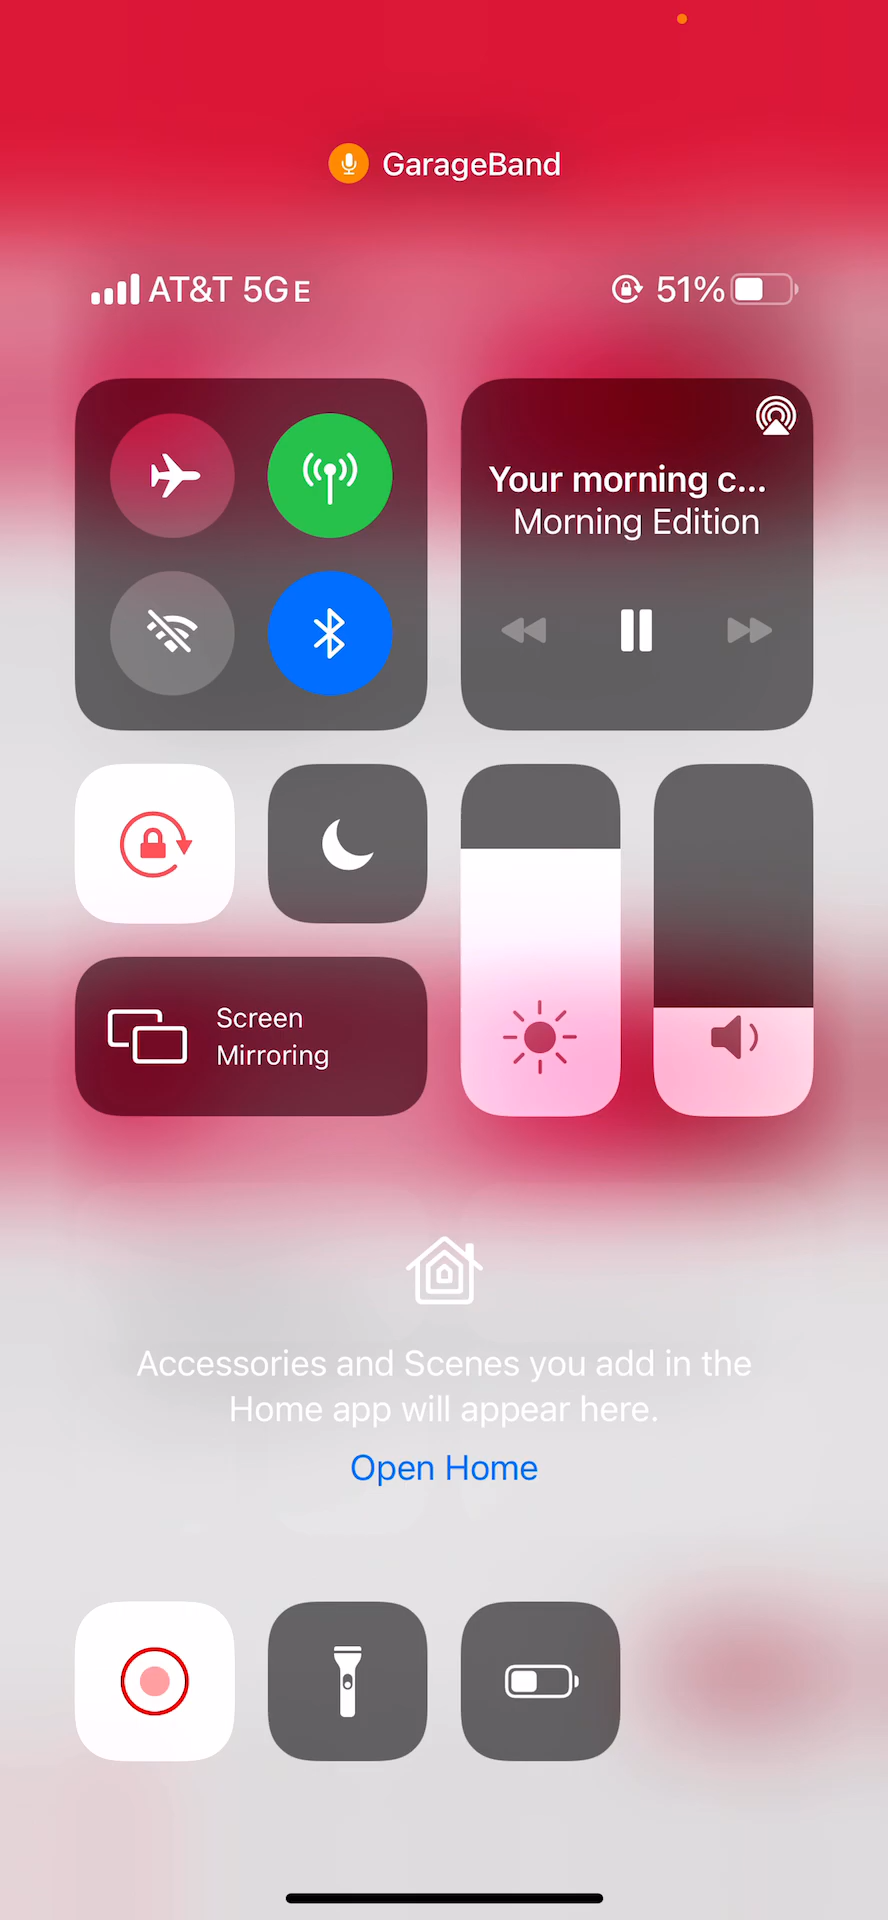 GarageBand
AT&T 5GE
51%
Your morning c...
Morning Edition
Screen
Mirroring
Accessories and Scenes you add in the
Home app will appear here.
Open Home